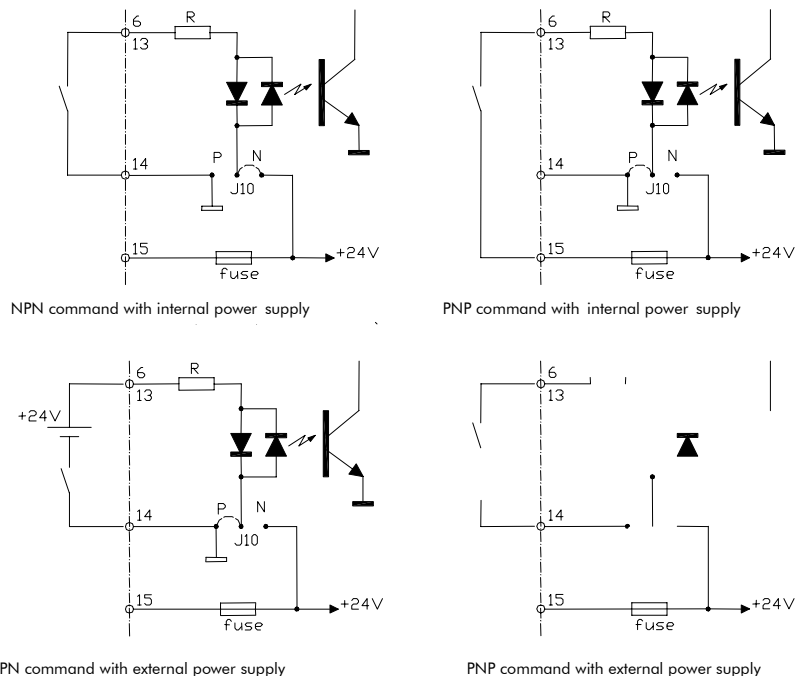 6
R
13
14
P
N
J10
15
+24V
fuse
NPN command with internal power supply
6
R
13
14
P
N
J10
15
+24V
fuse
PNP command with internal power supply
6
R
13
+24V
14
P
N
J10
15
+24V
fuse
PN command with external power supply
6
13
14
15
+24V
fuse
PNP command with external power supply